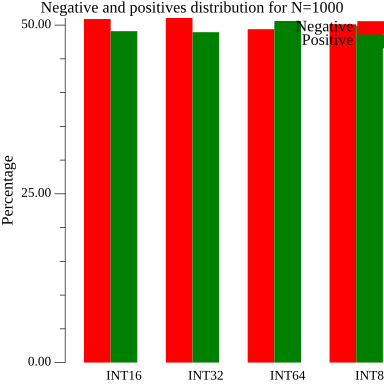 Negative and positives distribution for N=1000
50.00
Negative
Positive
Percentage
25.00
0.00
INT16 INT32 INT64 INT8